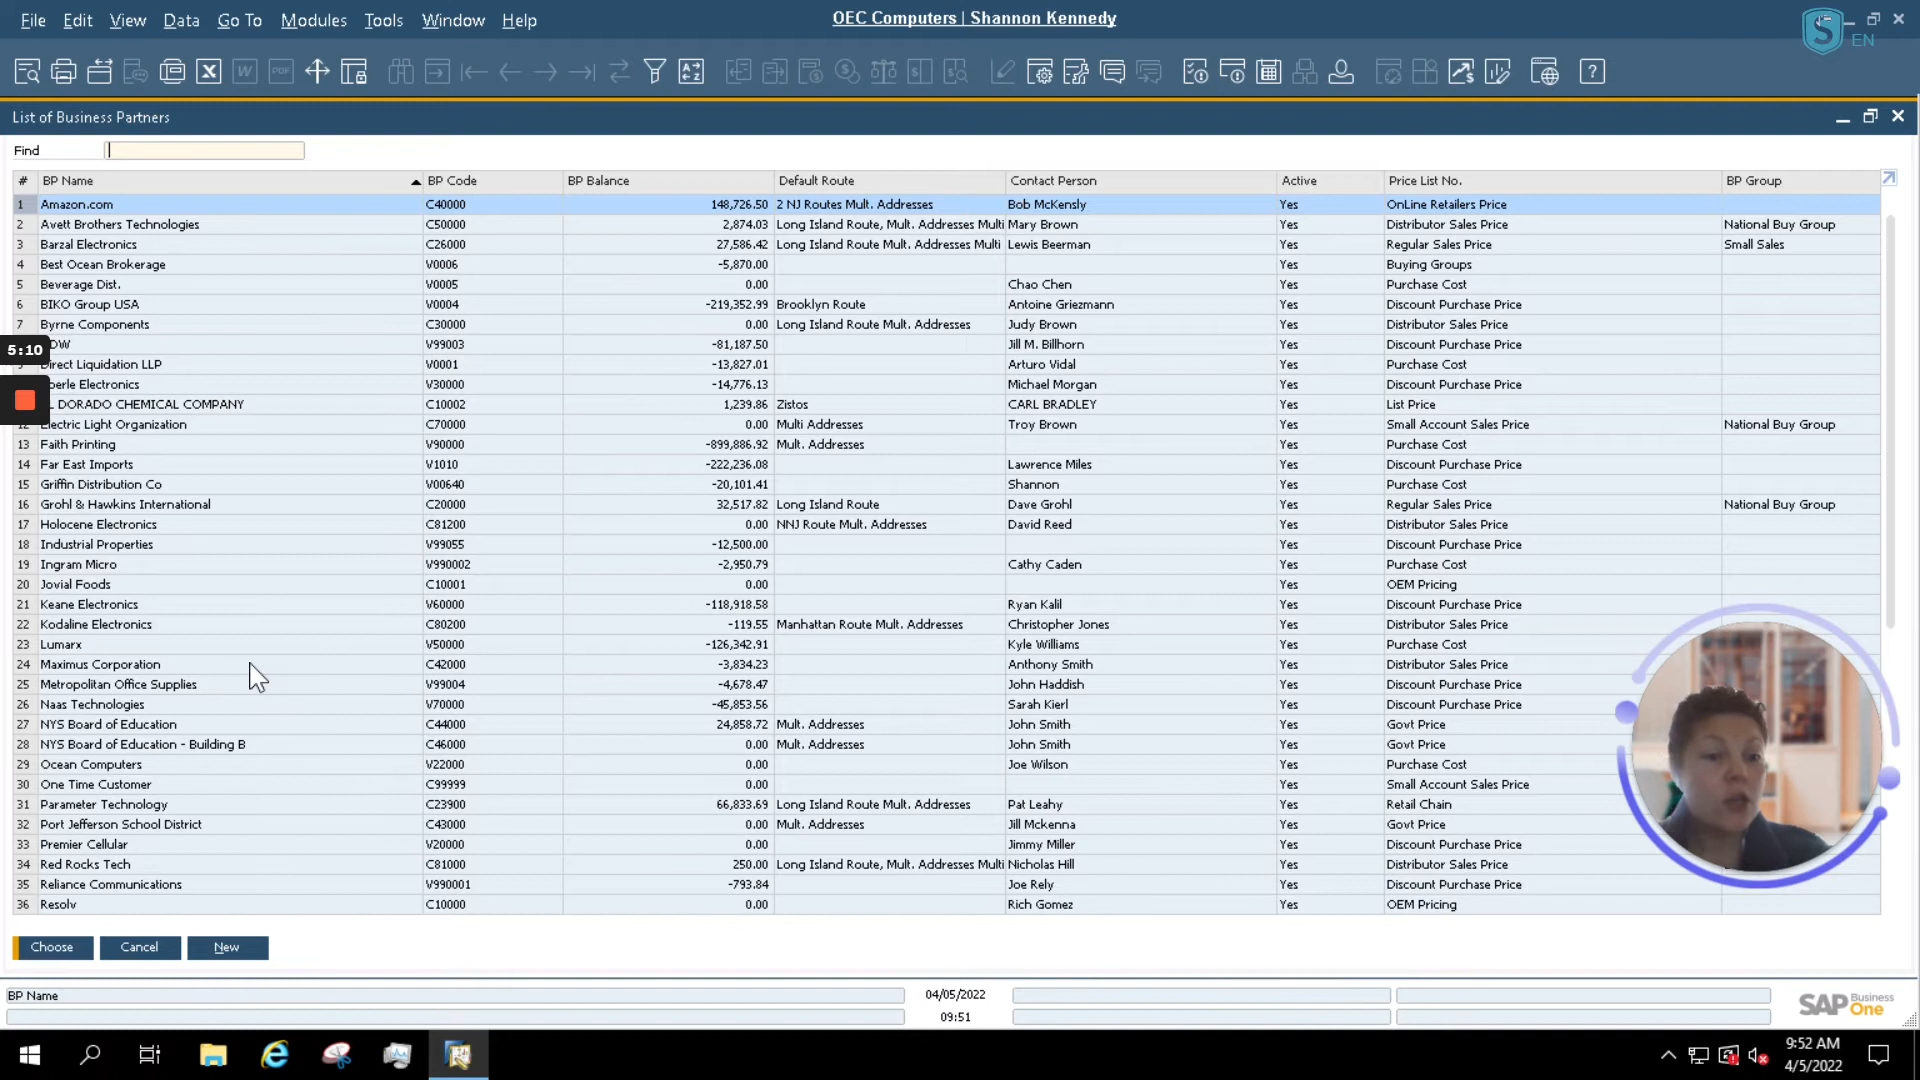 File Edit View Data Go To Modules Tools Window Help
OEC Computers | Shannon Kennedy
S EN
List of Business Partners
Find
# BP Name BP Code BP Balance Default Route Contact Person Active Price List No. BP Group
1 Amazon.com C40000 148,726.50 2 NJ Routes Mult. Addresses Bob McKensly Yes OnLine Retailers Price
2 Avett Brothers Technologies C50000 2,874.03 Long Island Route, Mult. Addresses Multi Mary Brown Yes Distributor Sales Price National Buy Group
3 Barzal Electronics C26000 27,586.42 Long Island Route Mult. Addresses Multi Lewis Beerman Yes Regular Sales Price Small Sales
4 Best Ocean Brokerage V0006 -5,870.00 Yes Buying Groups
5 Beverage Dist. V0005 0.00 Chao Chen Yes Purchase Cost
6 BIKO Group USA V0004 -219,352.99 Brooklyn Route Antoine Griezmann Yes Discount Purchase Price
7 Byrne Components C30000 0.00 Long Island Route Mult. Addresses Judy Brown Yes Distributor Sales Price
5:10
DW V99003 -81,187.50 Jill M. Billhorn Yes Discount Purchase Price
Direct Liquidation LLP V0001 -13,827.01 Arturo Vidal Yes Purchase Cost
berle Electronics V30000 -14,776.13 Michael Morgan Yes Discount Purchase Price
L DORADO CHEMICAL COMPANY C10002 1,239.86 Zistos CARL BRADLEY Yes List Price
12 Electric Light Organization C70000 0.00 Multi Addresses Troy Brown Yes Small Account Sales Price National Buy Group
13 Faith Printing V90000 -899,886.92 Mult. Addresses Yes Purchase Cost
14 Far East Imports V1010 -222,236.08 Lawrence Miles Yes Discount Purchase Price
15 Griffin Distribution Co V00640 -20,101.41 Shannon Yes Purchase Cost
16 Grohl & Hawkins International C20000 32,517.82 Long Island Route Dave Grohl Yes Regular Sales Price National Buy Group
17 Holocene Electronics C81200 0.00 NNJ Route Mult. Addresses David Reed Yes Distributor Sales Price
18 Industrial Properties V99055 -12,500.00 Yes Discount Purchase Price
19 Ingram Micro V990002 -2,950.79 Cathy Caden Yes Purchase Cost
20 Jovial Foods C10001 0.00 Yes OEM Pricing
21 Keane Electronics V60000 -118,918.58 Ryan Kalil Yes Discount Purchase Price
22 Kodaline Electronics C80200 -119.55 Manhattan Route Mult. Addresses Christopher Jones Yes Distributor Sales Price
23 Lumarx V50000 -126,342.91 Kyle Williams Yes Purchase Cost
24 Maximus Corporation C42000 -3,834.23 Anthony Smith Yes Distributor Sales Price
25 Metropolitan Office Supplies V99004 -4,678.47 John Haddish Yes Discount Purchase Price
26 Naas Technologies V70000 -45,853.56 Sarah Kierl Yes Discount Purchase Price
27 NYS Board of Education C44000 24,858.72 Mult. Addresses John Smith Yes Govt Price
28 NYS Board of Education - Building B C46000 0.00 Mult. Addresses John Smith Yes Govt Price
29 Ocean Computers V22000 0.00 Joe Wilson Yes Purchase Cost
30 One Time Customer C99999 0.00 Yes Small Account Sales Price
31 Parameter Technology C23900 66,833.69 Long Island Route Mult. Addresses Pat Leahy Yes Retail Chain
32 Port Jefferson School District C43000 0.00 Mult. Addresses Jill Mckenna Yes Govt Price
33 Premier Cellular V20000 0.00 Jimmy Miller Yes Discount Purchase Price
34 Red Rocks Tech C81000 250.00 Long Island Route, Mult. Addresses Multi Nicholas Hill Yes Distributor Sales Price
35 Reliance Communications V990001 -793.84 Joe Rely Yes Discount Purchase Price
36 Resolv C10000 0.00 Rich Gomez Yes OEM Pricing
Choose Cancel New
BP Name 04/05/2022
09:51
SAP Business One
9:52 AM
4/5/2022